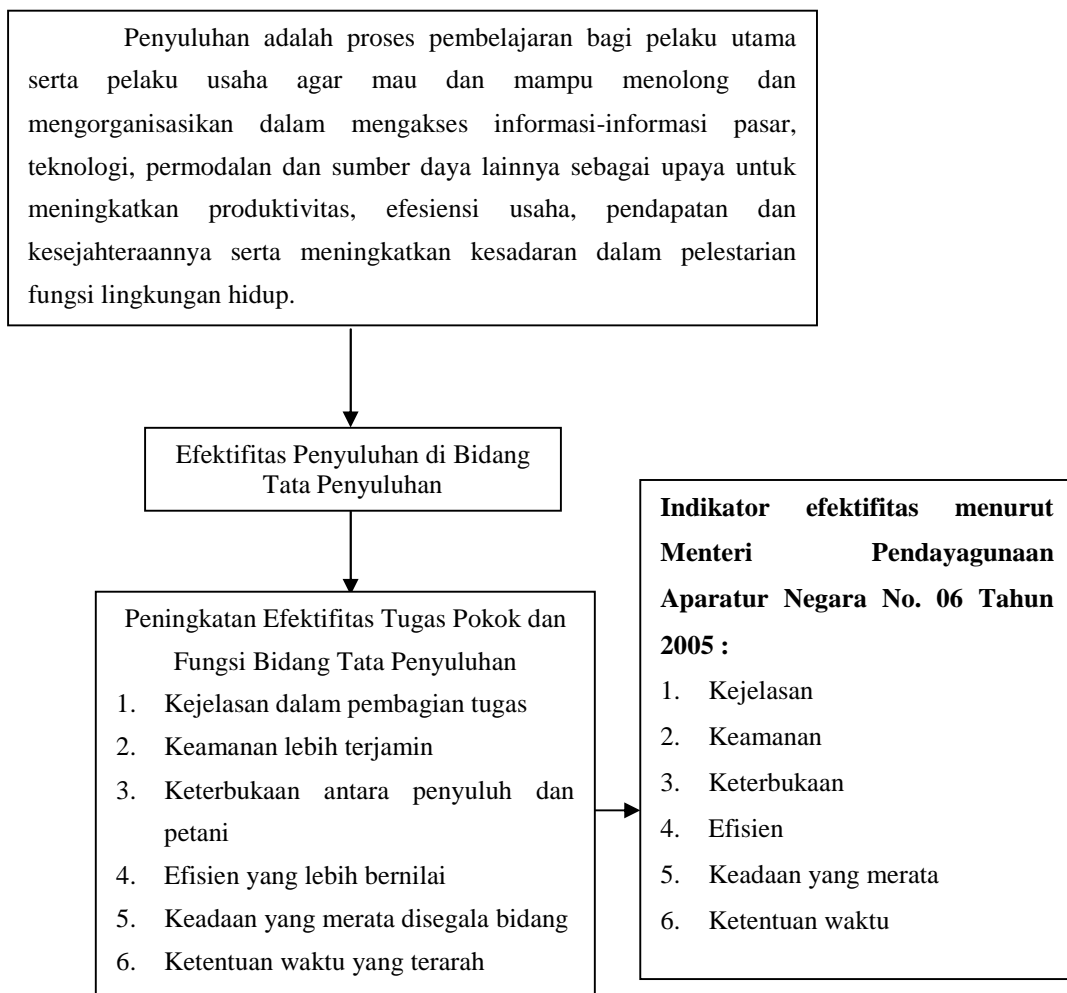 Penyuluhan adalah proses pembelajaran bagi pelaku utama
serta pelaku usaha agar mau dan mampu menolong dan
mengorganisasikan dalam mengakses informasi-informasi pasar,
teknologi, permodalan dan sumber daya lainnya sebagai upaya untuk
meningkatkan produktivitas, efesiensi usaha, pendapatan dan
kesejahteraannya serta meningkatkan kesadaran dalam pelestarian
fungsi lingkungan hidup.
Efektifitas Penyuluhan di Bidang
Tata Penyuluhan
Peningkatan Efektifitas Tugas Pokok dan
Fungsi Bidang Tata Penyuluhan
1. Kejelasan dalam pembagian tugas
2. Keamanan lebih terjamin
3. Keterbukaan antara penyuluh dan
petani
4. Efisien yang lebih bernilai
5. Keadaan yang merata disegala bidang
6. Ketentuan waktu yang terarah
Indikator efektifitas menurut
Menteri Pendayagunaan
Aparatur Negara No. 06 Tahun
2005 :
1. Kejelasan
2. Keamanan
3. Keterbukaan
4. Efisien
5. Keadaan yang merata
6. Ketentuan waktu